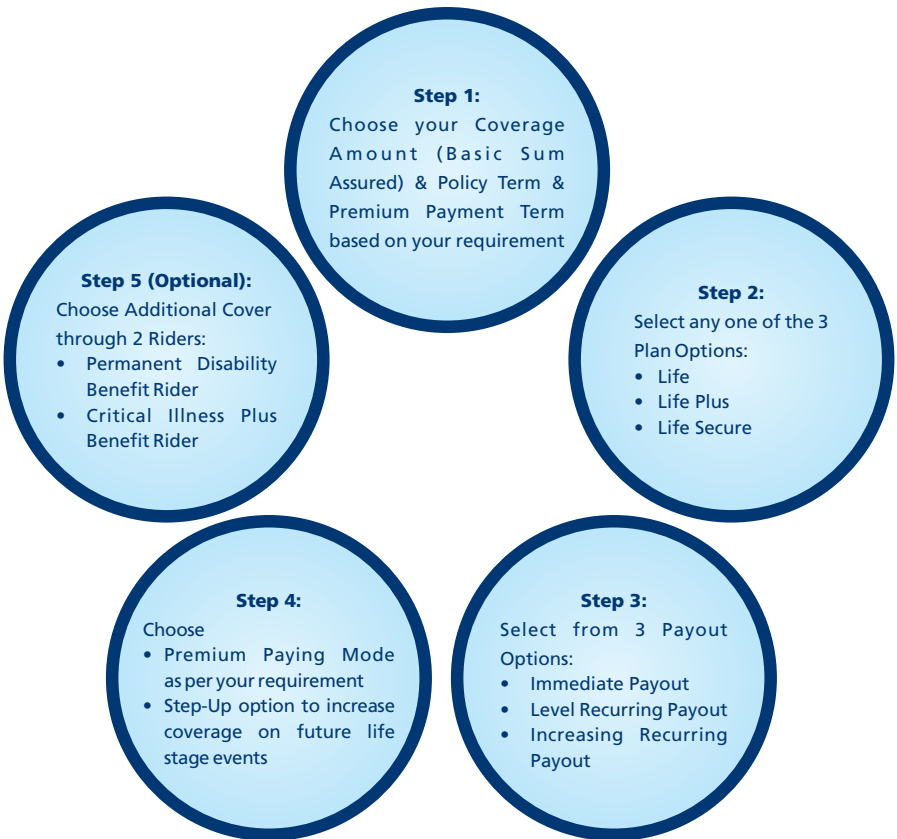 Step 1:
Choose your Coverage
Amount (Basic Sum
Assured) & Policy Term &
Premium Payment Term
based on your requirement
Step 2:
Select any one of the 3
Plan Options:
• Life
• Life Plus
• Life Secure
Step 3:
Select from 3 Payout
Options:
• Immediate Payout
• Level Recurring Payout
• Increasing Recurring
Payout
Step 4:
Choose
• Premium Paying Mode
as per your requirement
• Step-Up option to increase
coverage on future life
stage events
Step 5 (Optional):
Choose Additional Cover
through 2 Riders:
• Permanent Disability
Benefit Rider
• Critical Illness Plus
Benefit Rider